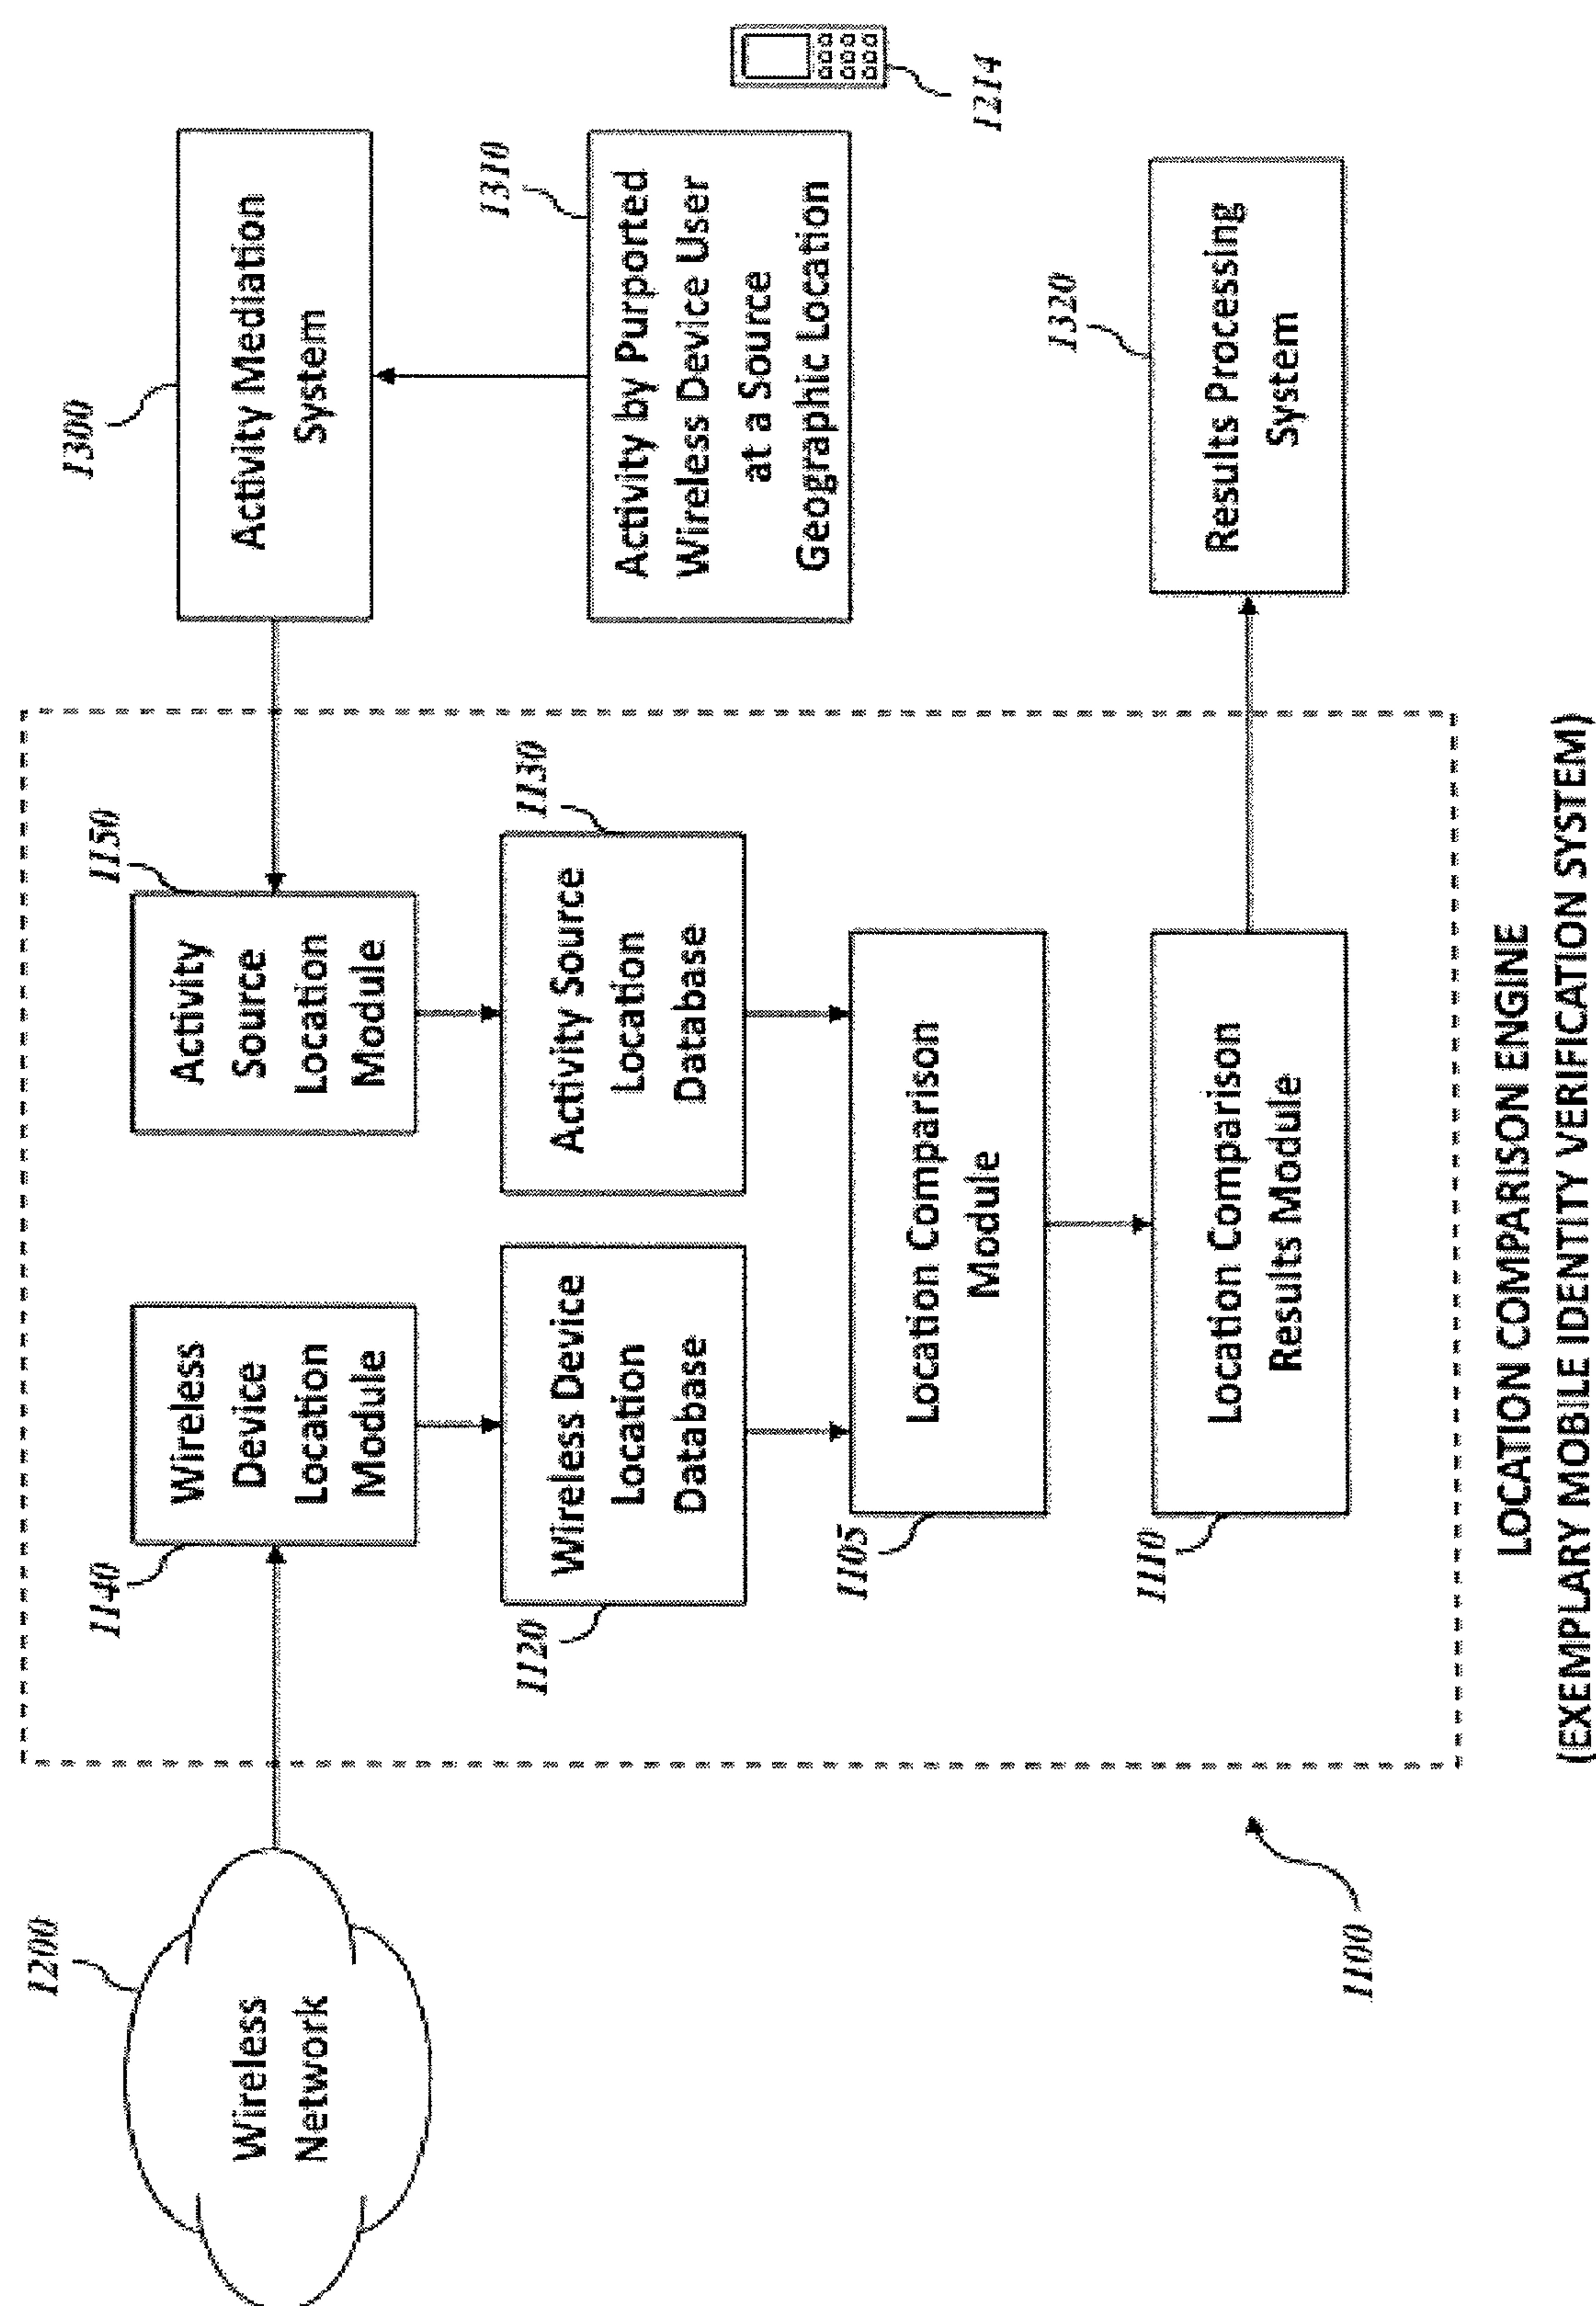 1200
Wireless
Network
1140
Wireless
Device
Location
Module
1150
Activity
Source
Location
Module
1300
Activity Mediation
System
1120
Wireless Device
Location
Database
1130
Activity Source
Location
Database
1310
Activity by Purported
Wireless Device User
at a Source
Geographic Location
1214
1105
Location Comparison
Module
1110
Location Comparison
Results Module
1320
Results Processing
System
1100
LOCATION COMPARISON ENGINE
(EXEMPLARY MOBILE IDENTITY VERIFICATION SYSTEM)